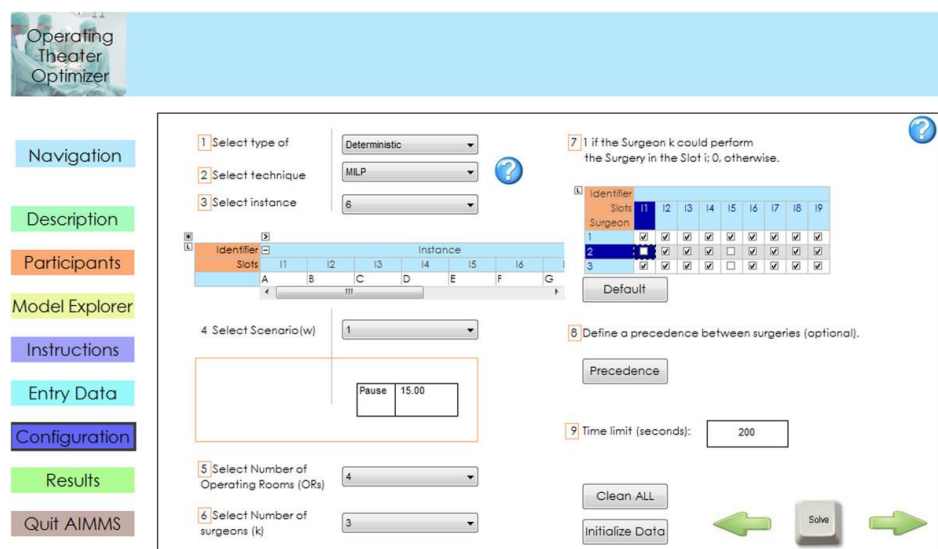 Operating
Theater
Optimizer
Navigation
Description
Participants
Model Explorer
Instructions
Entry Data
Configuration
Results
Quit AIMMS
1 Select type of
Deterministic
2 Select technique
MILP
3 Select instance
6
Identifier Instance
Slots I1 I2 I3 I4 I5 I6
A B C D E F G
4 Select Scenario(w)
1
Pause 15.00
5 Select Number of
Operating Rooms (ORs)
4
6 Select Number of
surgeons (k)
3
7 1 if the Surgeon k could perform
the Surgery in the Slot i; 0, otherwise.
L Identifier
Slots I1 I2 I3 I4 I5 I6 I7 I8 I9
Surgeon
1
2
3
Default
8 Define a precedence between surgeries (optional).
Precedence
9 Time limit (seconds): 200
Clean ALL
Initialize Data
Solve